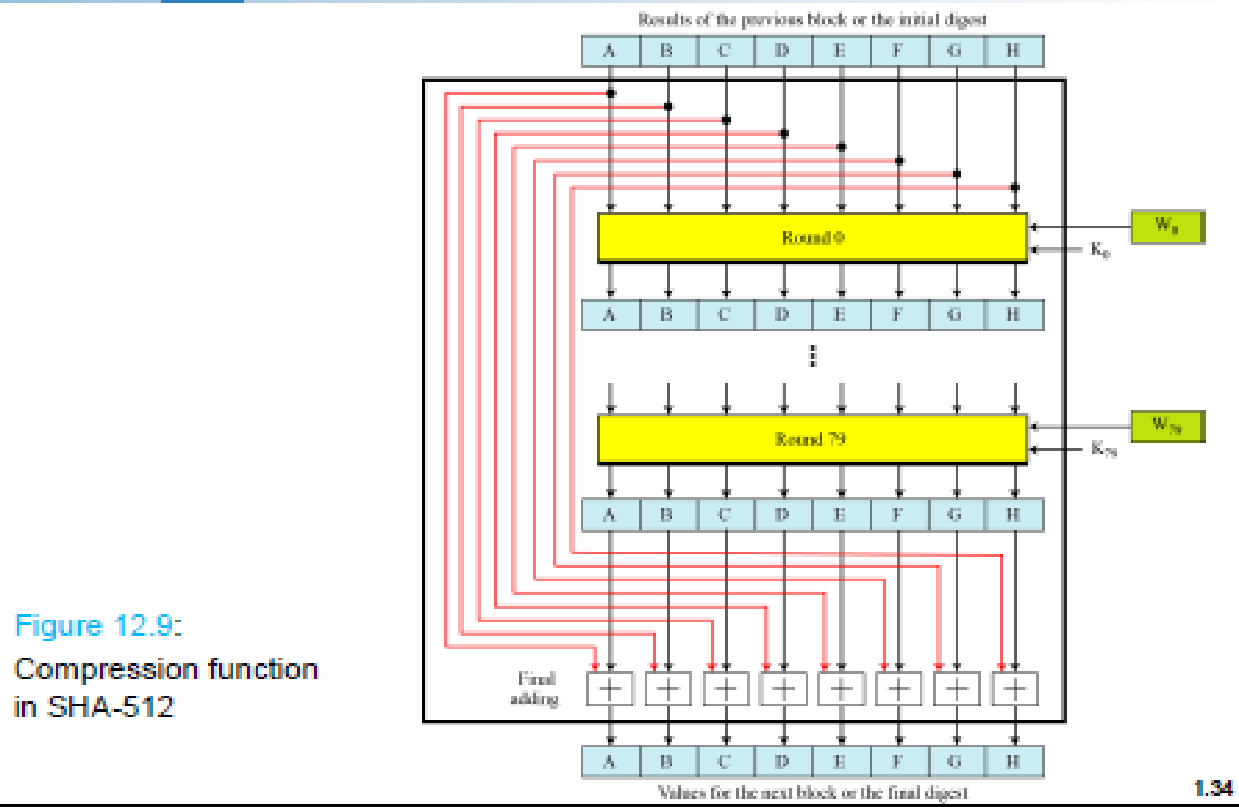 Results of the previous block or the initial digest
A B C D E F G H
Round 0
W₀
K₀
A B C D E F G H
Round 79
W₇₉
K₇₉
A B C D E F G H
Figure 12.9:
Compression function
in SHA-512
Final
adding
+ + + + + + + +
A B C D E F G H
Values for the next block or the final digest
1.34